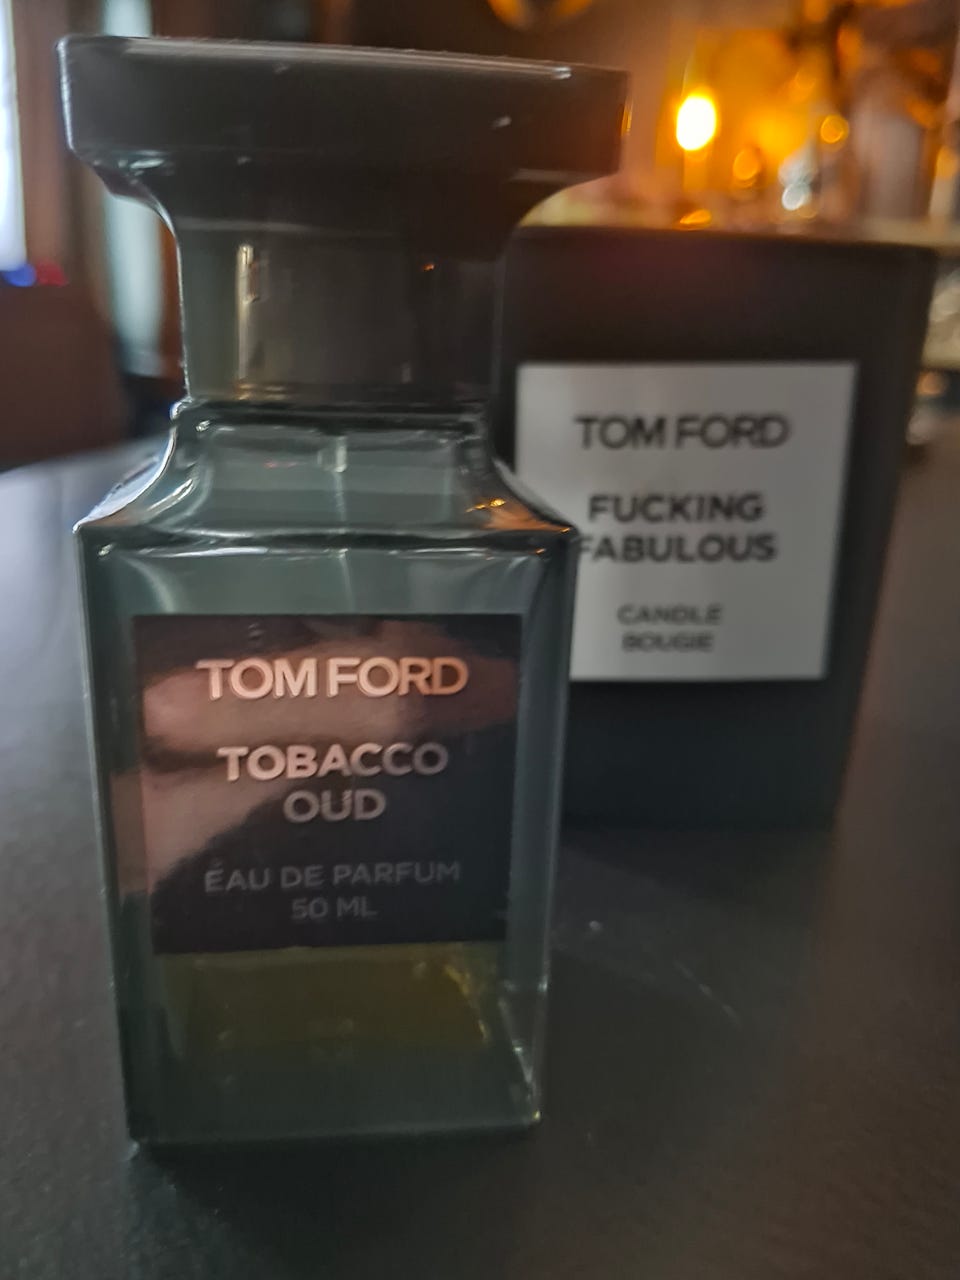 TOM FORD
TOBACCO
OUD
EAU DE PARFUM
50 ML
TOM FORD
FUCKING
FABULOUS
CANDLE
BOUGIE